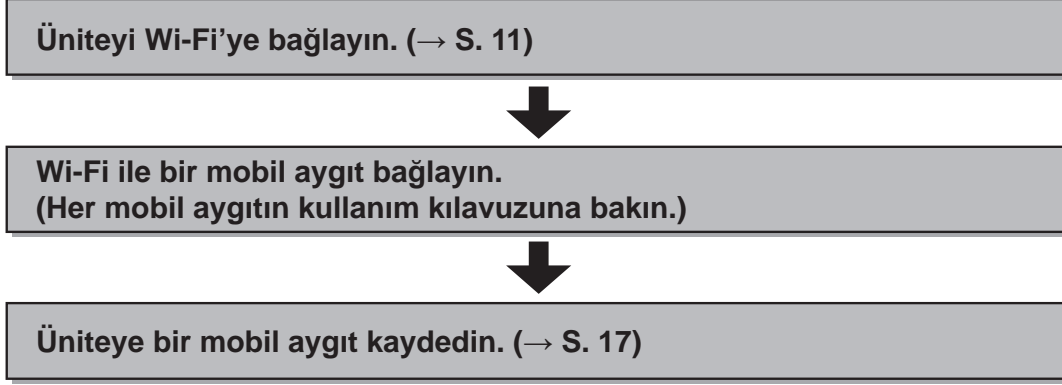 Üniteyi Wi-Fi’ye bağlayın. (→ S. 11)
Wi-Fi ile bir mobil aygıt bağlayın.
(Her mobil aygıtın kullanım kılavuzuna bakın.)
Üniteye bir mobil aygıt kaydedin. (→ S. 17)